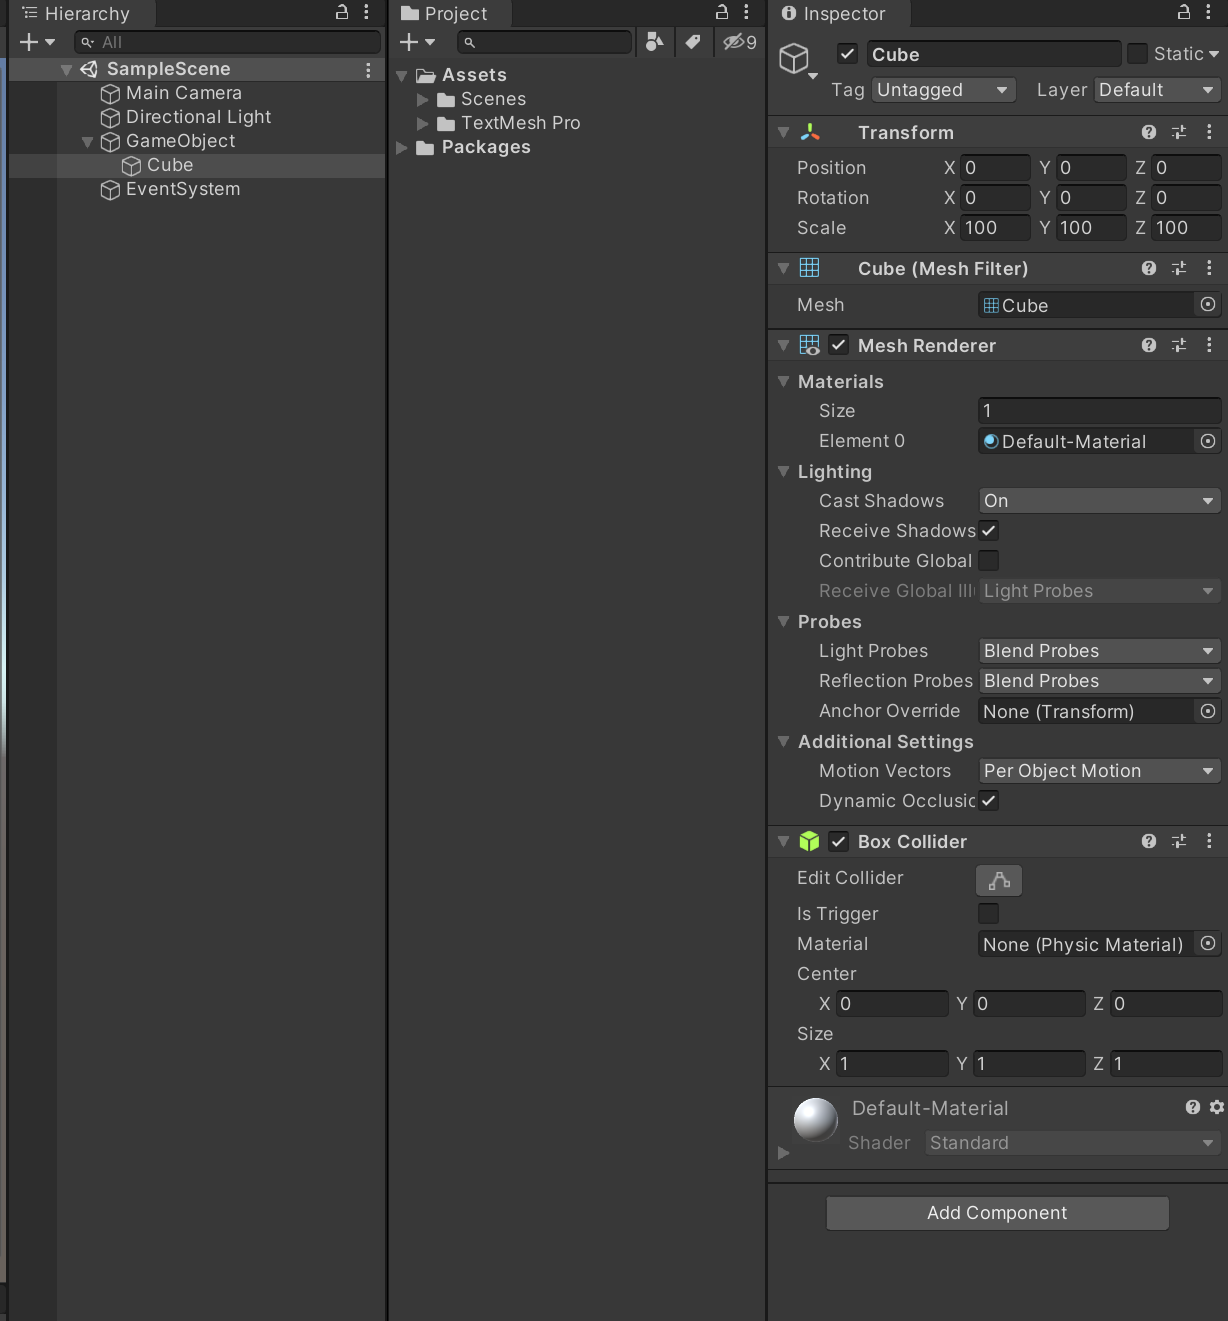 Hierarchy
All
SampleScene
Main Camera
Directional Light
GameObject
Cube
EventSystem
Project
9
Assets
Scenes
TextMesh Pro
Packages
Inspector
Cube
Static
Tag Untagged Layer Default
Transform
Position X 0 Y 0 Z 0
Rotation X 0 Y 0 Z 0
Scale X 100 Y 100 Z 100
Cube (Mesh Filter)
Mesh Cube
Mesh Renderer
Materials
Size 1
Element 0 Default-Material
Lighting
Cast Shadows On
Receive Shadows
Contribute Global
Receive Global Ill Light Probes
Probes
Light Probes Blend Probes
Reflection Probes Blend Probes
Anchor Override None (Transform)
Additional Settings
Motion Vectors Per Object Motion
Dynamic Occlusic
Box Collider
Edit Collider
Is Trigger
Material None (Physic Material)
Center
X 0 Y 0 Z 0
Size
X 1 Y 1 Z 1
Default-Material
Shader Standard
Add Component